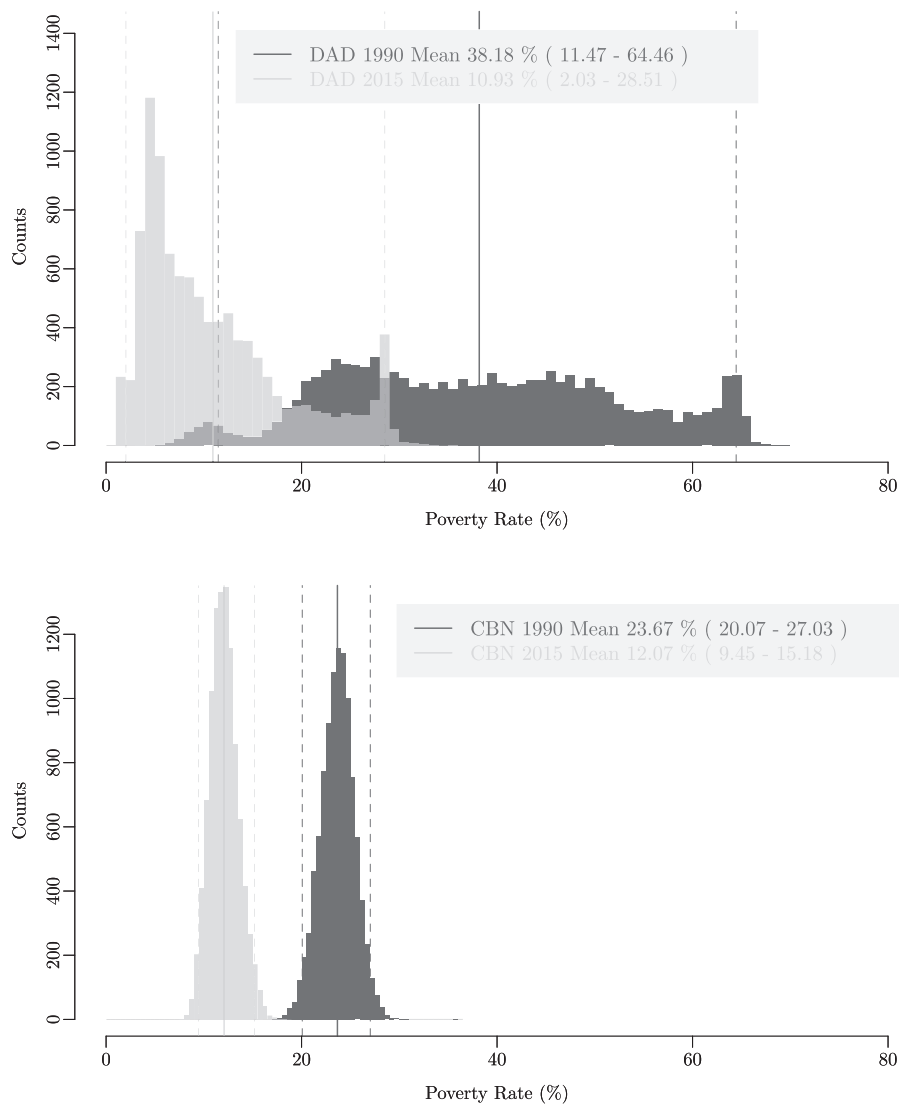 DAD 1990 Mean 38.18 % ( 11.47 - 64.46 )
DAD 2015 Mean 10.93 % ( 2.03 - 28.51 )
Counts
1400
1200
1000
800
600
400
200
0
0 20 40 60 80
Poverty Rate (%)
CBN 1990 Mean 23.67 % ( 20.07 - 27.03 )
CBN 2015 Mean 12.07 % ( 9.45 - 15.18 )
Counts
1200
1000
800
600
400
200
0
0 20 40 60 80
Poverty Rate (%)